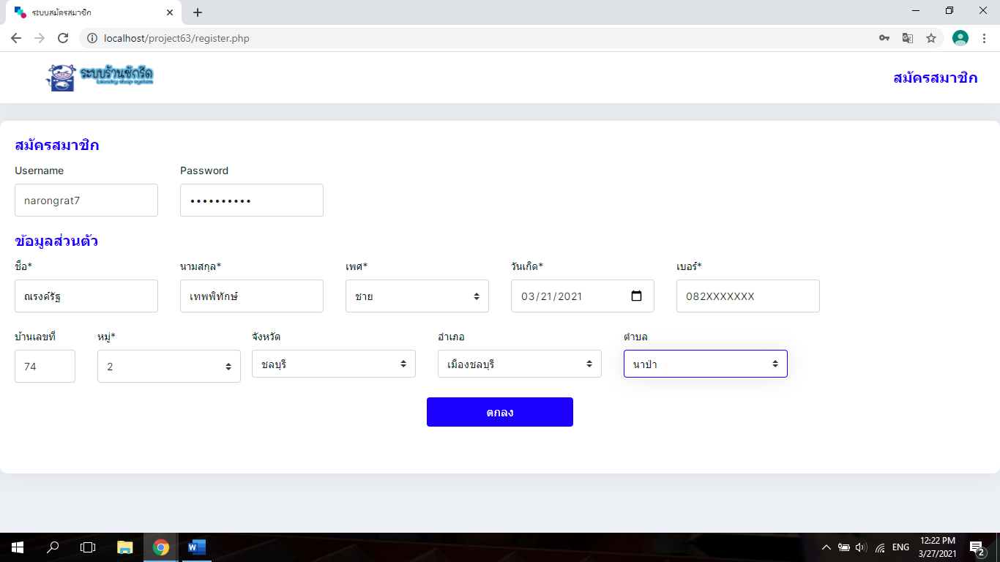 ระบบสมัครสมาชิก
localhost/project63/register.php
ระบบร้านซักรีด
laundry shop system
สมัครสมาชิก
สมัครสมาชิก
Username Password
narongrat7 ••••••••••
ข้อมูลส่วนตัว
ชื่อ* นามสกุล* เพศ* วันเกิด* เบอร์*
ณรงค์รัฐ เทพพิทักษ์ ชาย 03/21/2021 082XXXXXXX
บ้านเลขที่ หมู่* จังหวัด อำเภอ ตำบล
74 2 ชลบุรี เมืองชลบุรี นาป่า
ตกลง
ENG 12:22 PM
3/27/2021 2